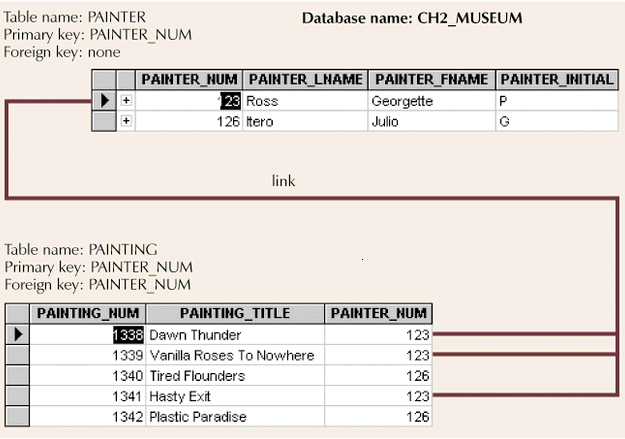 Table name: PAINTER
Database name: CH2_MUSEUM
Primary key: PAINTER_NUM
Foreign key: none
PAINTER_NUM PAINTER_LNAME PAINTER_FNAME PAINTER_INITIAL
123 Ross Georgette P
126 Itero Julio G
link
Table name: PAINTING
Primary key: PAINTER_NUM
Foreign key: PAINTER_NUM
PAINTING_NUM PAINTING_TITLE PAINTER_NUM
1338 Dawn Thunder 123
1339 Vanilla Roses To Nowhere 123
1340 Tired Flounders 126
1341 Hasty Exit 123
1342 Plastic Paradise 126